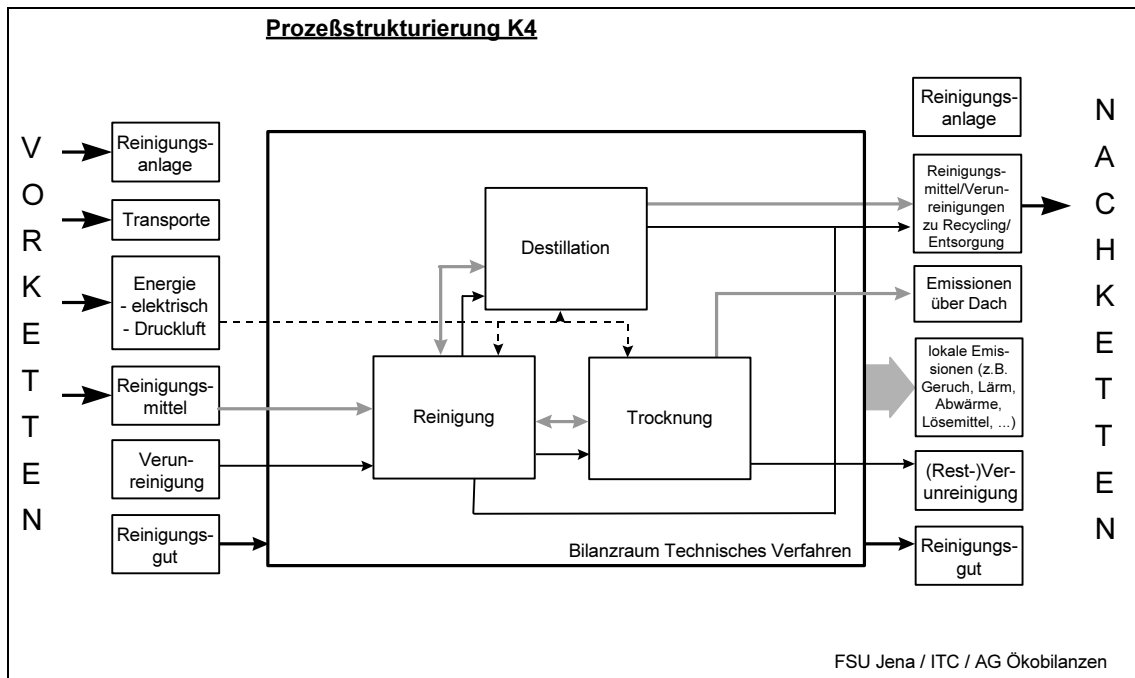 Prozeßstrukturierung K4
VORKETTEN
Reinigungs-
anlage
Transporte
Energie
- elektrisch
- Druckluft
Reinigungs-
mittel
Verun-
reinigung
Reinigungs-
gut
Destillation
Reinigung
Trocknung
Bilanzraum Technisches Verfahren
Reinigungs-
anlage
Reinigungs-
mittel/Verun-
reinigungen
zu Recycling/
Entsorgung
Emissionen
über Dach
lokale Emis-
sionen (z.B.
Geruch, Lärm,
Abwärme,
Lösemittel, ...)
(Rest-)Ver-
unreinigung
Reinigungs-
gut
NACHKETTEN
FSU Jena / ITC / AG Ökobilanzen